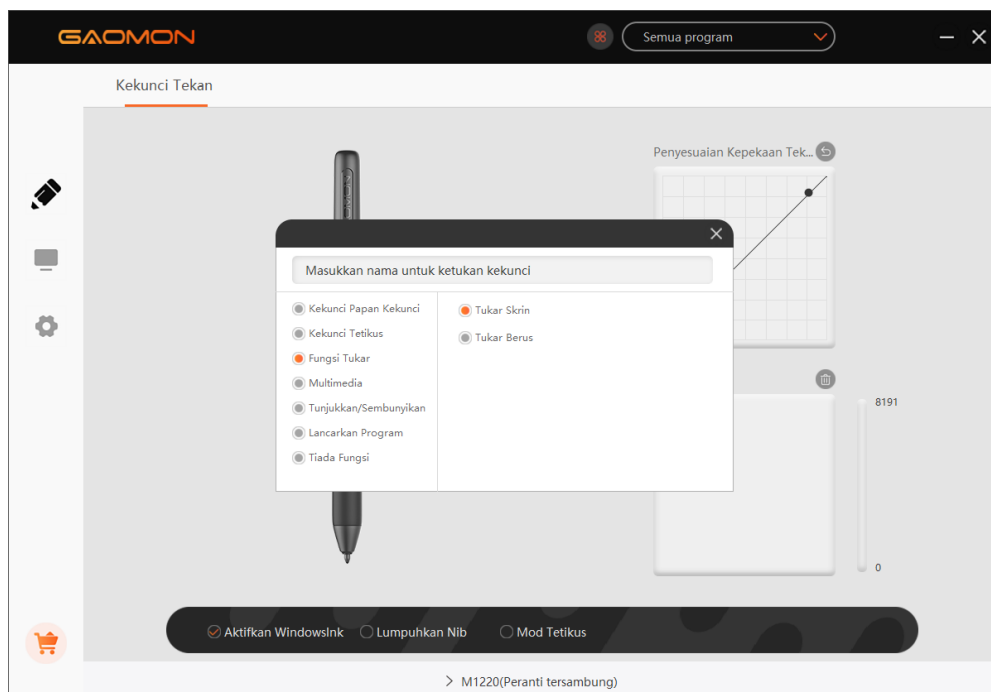 GAOMON
Semua program
Kekunci Tekan
Penyesuaian Kepekaan Tek...
Masukkan nama untuk ketukan kekunci
Kekunci Papan Kekunci
Kekunci Tetikus
Fungsi Tukar
Multimedia
Tunjukkan/Sembunyikan
Lancarkan Program
Tiada Fungsi
Tukar Skrin
Tukar Berus
8191
0
Aktifkan WindowsInk
Lumpuhkan Nib
Mod Tetikus
M1220(Peranti tersambung)